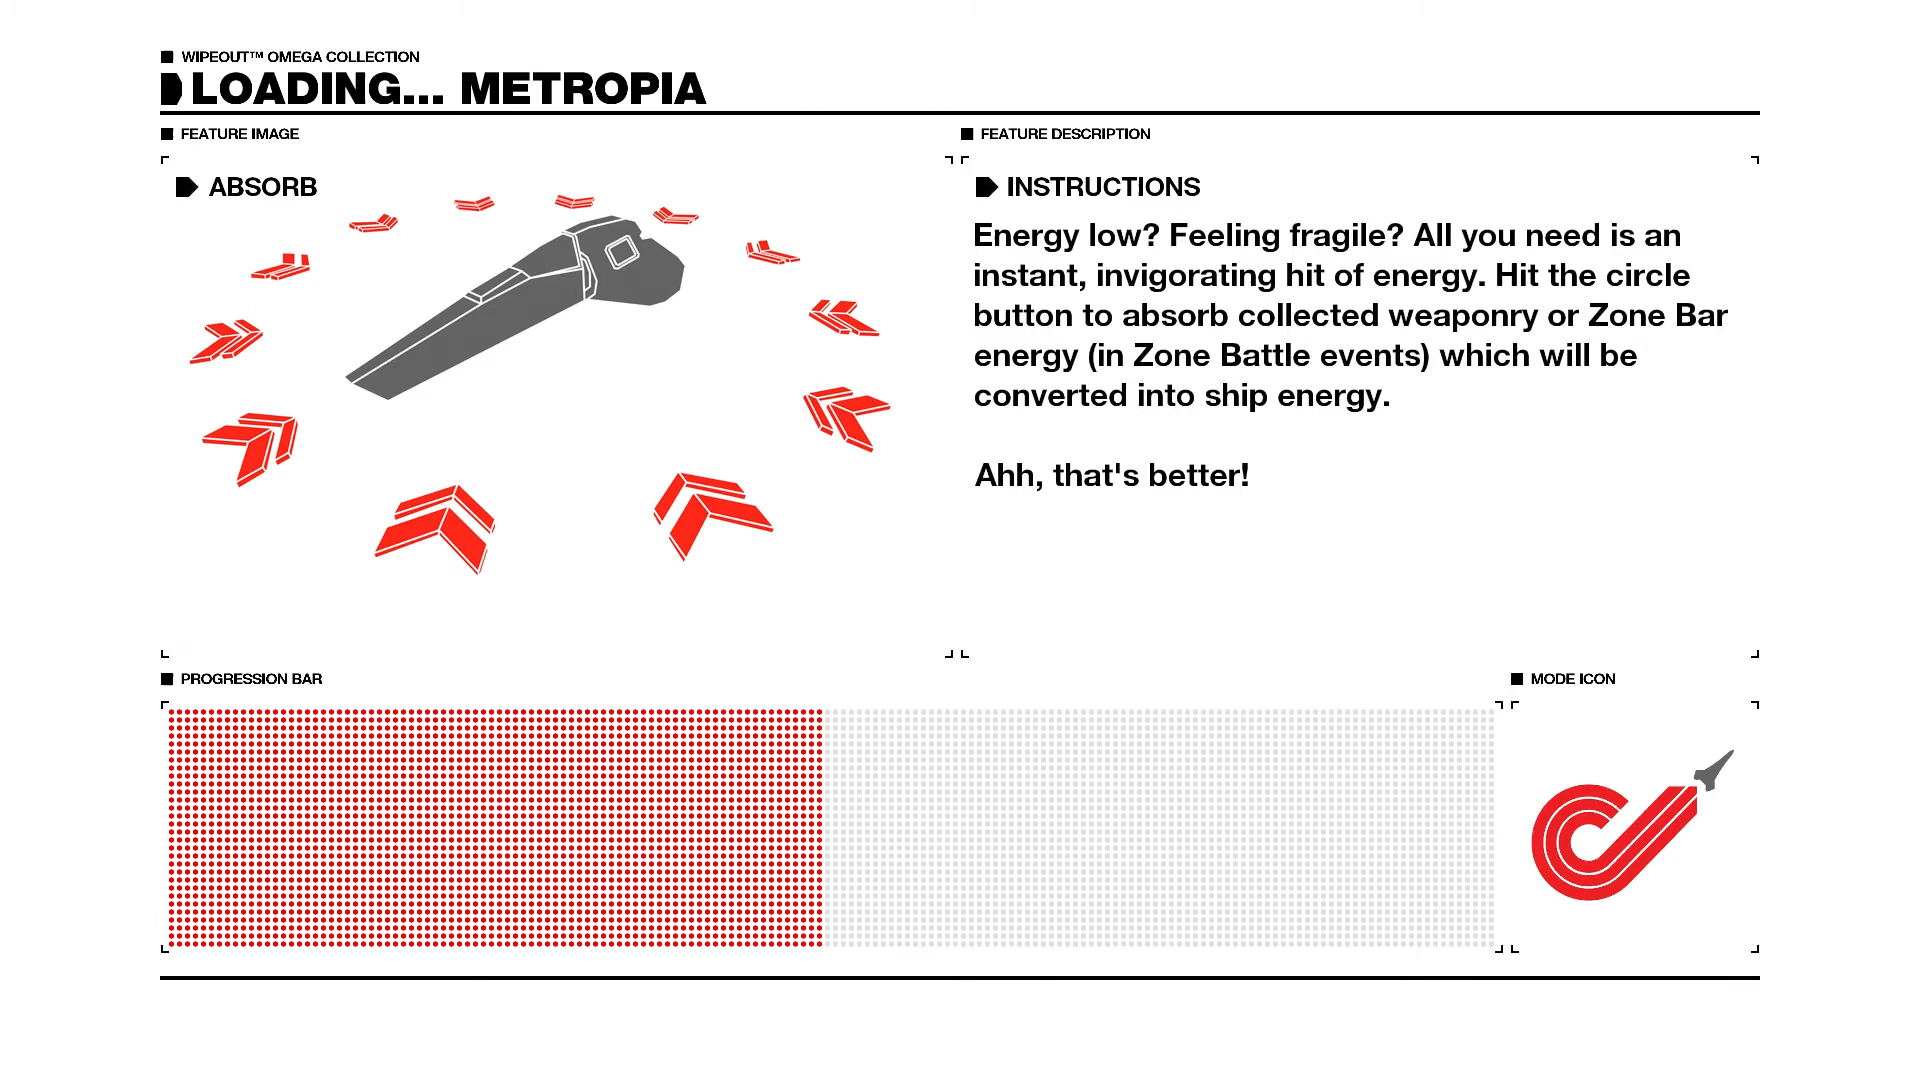 WIPEOUT™ OMEGA COLLECTION
LOADING... METROPIA
FEATURE IMAGE
ABSORB
FEATURE DESCRIPTION
INSTRUCTIONS
Energy low? Feeling fragile? All you need is an
instant, invigorating hit of energy. Hit the circle
button to absorb collected weaponry or Zone Bar
energy (in Zone Battle events) which will be
converted into ship energy.
Ahh, that's better!
PROGRESSION BAR
MODE ICON